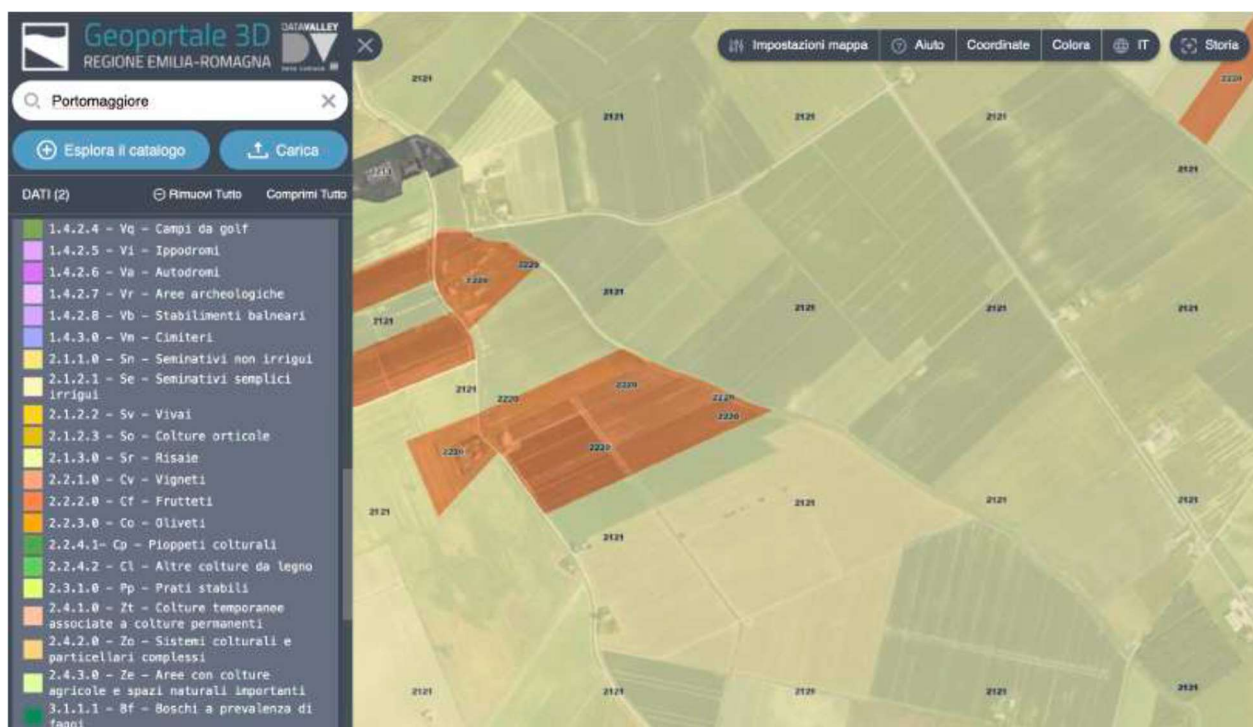 Geoportale 3D
REGIONE EMILIA-ROMAGNA
DATAVALLEY
DV
Portomaggiore
Esplora il catalogo
Carica
DATI (2)
Rimuovi Tutto
Comprimi Tutto
1.4.2.4 - Vq - Campi da golf
1.4.2.5 - Vi - Ippodromi
1.4.2.6 - Va - Autodromi
1.4.2.7 - Vr - Aree archeologiche
1.4.2.8 - Vb - Stabilimenti balneari
1.4.3.0 - Vm - Cimiteri
2.1.1.0 - Sn - Seminativi non irrigui
2.1.2.1 - Se - Seminativi semplici
irrigui
2.1.2.2 - Sv - Vivai
2.1.2.3 - So - Colture orticole
2.1.3.0 - Sr - Risaie
2.2.1.0 - Cv - Vigneti
2.2.2.0 - Cf - Frutteti
2.2.3.0 - Co - Oliveti
2.2.4.1- Cp - Pioppeti colturali
2.2.4.2 - Cl - Altre colture da legno
2.3.1.0 - Pp - Prati stabili
2.4.1.0 - Zt - Colture temporanee
associate a colture permanenti
2.4.2.0 - Zo - Sistemi colturali e
particellari complessi
2.4.3.0 - Ze - Aree con colture
agricole e spazi naturali importanti
3.1.1.1 - Bf - Boschi a prevalenza di
faggi
Impostazioni mappa
Aiuto
Coordinate
Colora
IT
Storia
2121
2220
2121
2121
2121
2121
2220
2220
2121
2121
2121
2121
2121
2121
2220
2220
2220
2220
2220
2220
2121
2121
2121
2121
2121
2121
2121
2121
2121
2121